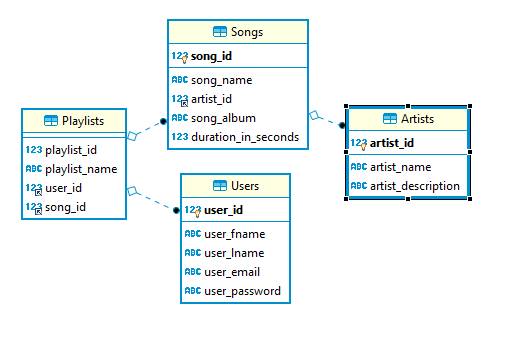 Songs
123 song_id
ABC song_name
123 artist_id
ABC song_album
123 duration_in_seconds
Playlists
123 playlist_id
ABC playlist_name
123 user_id
123 song_id
Artists
123 artist_id
ABC artist_name
ABC artist_description
Users
123 user_id
ABC user_fname
ABC user_lname
ABC user_email
ABC user_password